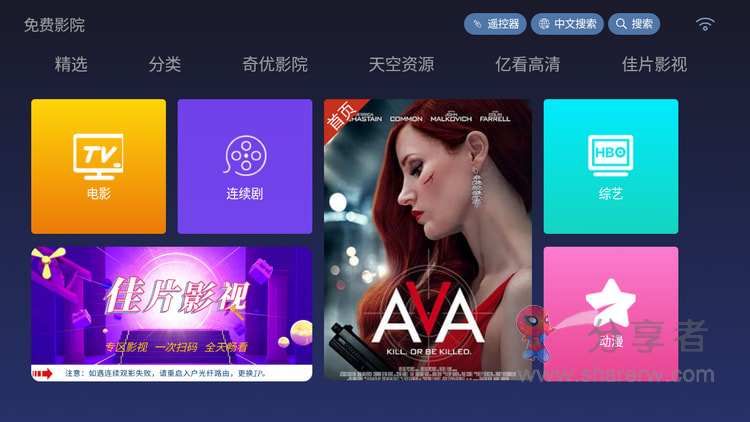 免费影院
遥控器
中文搜索
搜索
精选
分类
奇优影院
天空资源
亿看高清
佳片影视
TV
电影
连续剧
首页
JESSICA CHASTAIN
COMMON
JOHN MALKOVICH
COLIN FARRELL
AVA
KILL. OR BE KILLED.
HBO
综艺
佳片影视
专区影视 一次扫码 全天畅看
注意：如遇连续观影失败，请重启入户光纤路由，更换IP。
动漫
分享者
www.sharerw.com